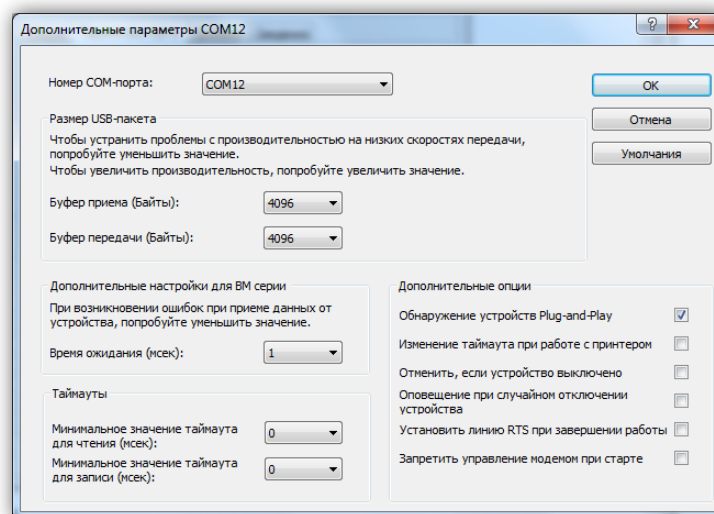 Дополнительные параметры COM12
Номер COM-порта:
COM12
OK
Отмена
Умолчания
Размер USB-пакета
Чтобы устранить проблемы с производительностью на низких скоростях передачи,
попробуйте уменьшить значение.
Чтобы увеличить производительность, попробуйте увеличить значение.
Буфер приема (Байты):
4096
Буфер передачи (Байты):
4096
Дополнительные настройки для BM серии
При возникновении ошибок при приеме данных от
устройства, попробуйте уменьшить значение.
Время ожидания (мсек):
1
Таймауты
Минимальное значение таймаута
для чтения (мсек):
0
Минимальное значение таймаута
для записи (мсек):
0
Дополнительные опции
Обнаружение устройств Plug-and-Play
Изменение таймаута при работе с принтером
Отменить, если устройство выключено
Оповещение при случайном отключении
устройства
Установить линию RTS при завершении работы
Запретить управление модемом при старте